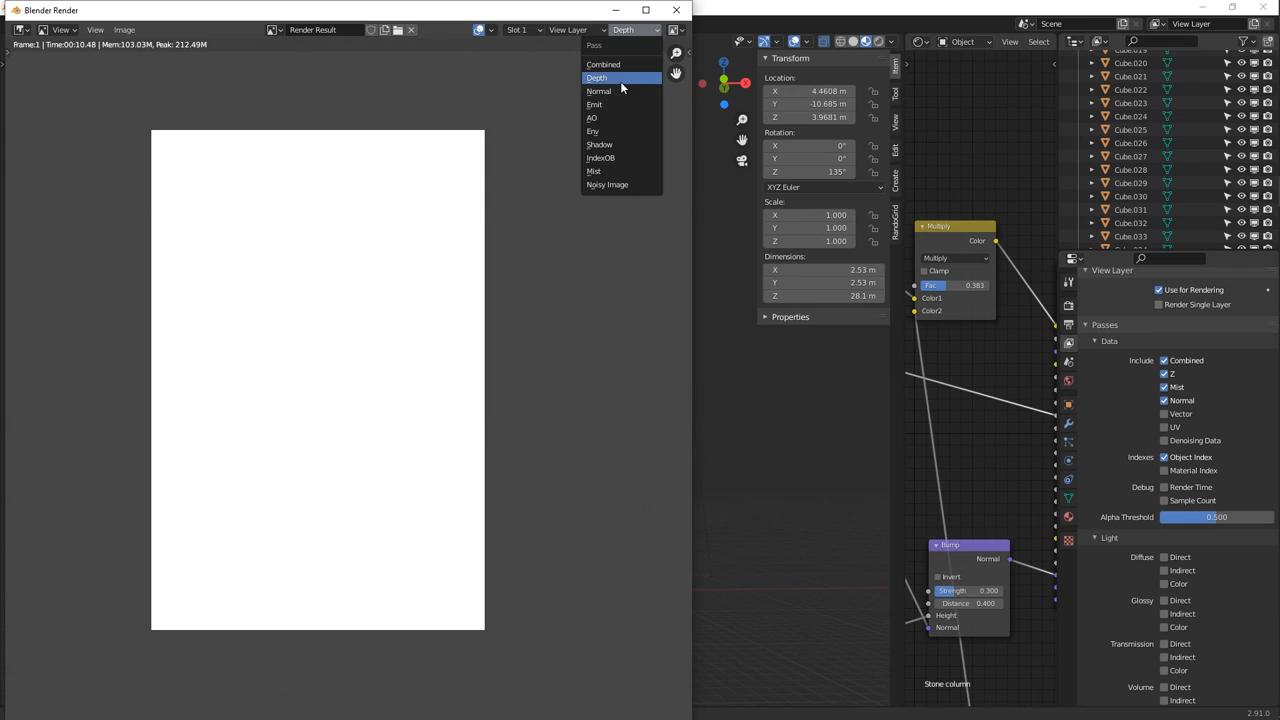 Blender Render
View
View
Image
Render Result
Slot 1
View Layer
Depth
Frame:1 | Time:00:10.48 | Mem:103.03M, Peak: 212.49M
Pass
Combined
Depth
Normal
Emit
AO
Env
Shadow
IndexOB
Mist
Noisy Image
Transform
Location:
X 4.4608 m
Y -10.685 m
Z 3.9681 m
Rotation:
X 0°
Y 0°
Z 135°
XYZ Euler
Scale:
X 1.000
Y 1.000
Z 1.000
Dimensions:
X 2.53 m
Y 2.53 m
Z 28.1 m
Properties
Item
Tool
View
Edit
Create
RandoGrid
Z
X
Y
Object
View
Select
Multiply
Color
Multiply
Clamp
Fac 0.383
Color1
Color2
Bump
Normal
Invert
Strength 0.300
Distance 0.400
Height
Normal
Stone column
Scene
View Layer
Cube.019
Cube.020
Cube.021
Cube.022
Cube.023
Cube.024
Cube.025
Cube.026
Cube.027
Cube.028
Cube.029
Cube.030
Cube.031
Cube.032
Cube.033
View Layer
Use for Rendering
Render Single Layer
Passes
Data
Include Combined
Z
Mist
Normal
Vector
UV
Denoising Data
Indexes Object Index
Material Index
Debug Render Time
Sample Count
Alpha Threshold 0.500
Light
Diffuse Direct
Indirect
Color
Glossy Direct
Indirect
Color
Transmission Direct
Indirect
Color
Volume Direct
Indirect
2.91.0